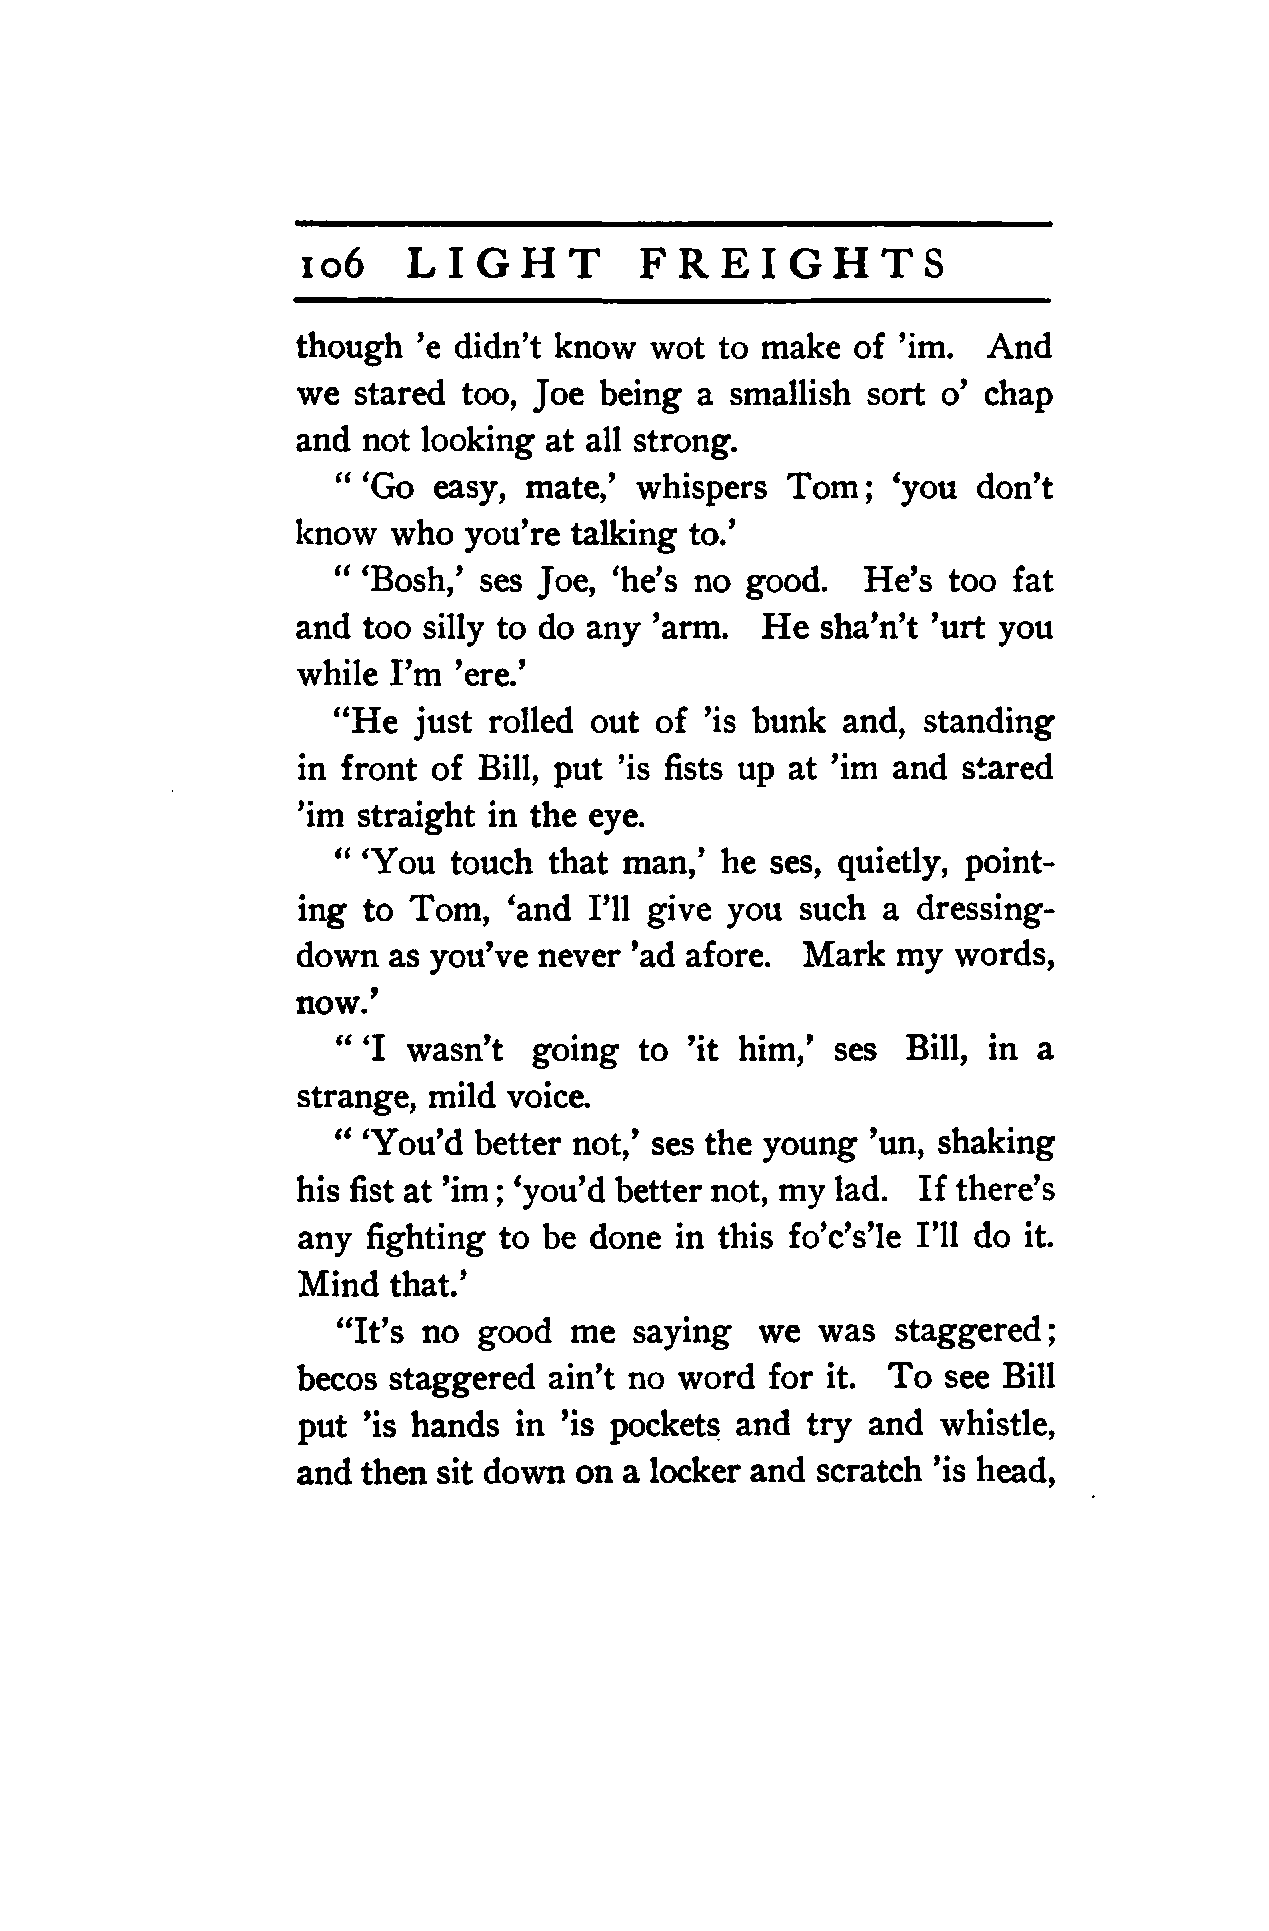 106 LIGHT FREIGHTS
though ’e didn’t know wot to make of ’im. And
we stared too, Joe being a smallish sort o’ chap
and not looking at all strong.
“ ‘Go easy, mate,’ whispers Tom; ‘you don’t
know who you’re talking to.’
“ ‘Bosh,’ ses Joe, ‘he’s no good. He’s too fat
and too silly to do any ’arm. He sha’n’t ’urt you
while I’m ’ere.’
“He just rolled out of ’is bunk and, standing
in front of Bill, put ’is fists up at ’im and stared
’im straight in the eye.
“ ‘You touch that man,’ he ses, quietly, point-
ing to Tom, ‘and I’ll give you such a dressing-
down as you’ve never ’ad afore. Mark my words,
now.’
“ ‘I wasn’t going to ’it him,’ ses Bill, in a
strange, mild voice.
“ ‘You’d better not,’ ses the young ’un, shaking
his fist at ’im; ‘you’d better not, my lad. If there’s
any fighting to be done in this fo’c’s’le I’ll do it.
Mind that.’
“It’s no good me saying we was staggered;
becos staggered ain’t no word for it. To see Bill
put ’is hands in ’is pockets and try and whistle,
and then sit down on a locker and scratch ’is head,